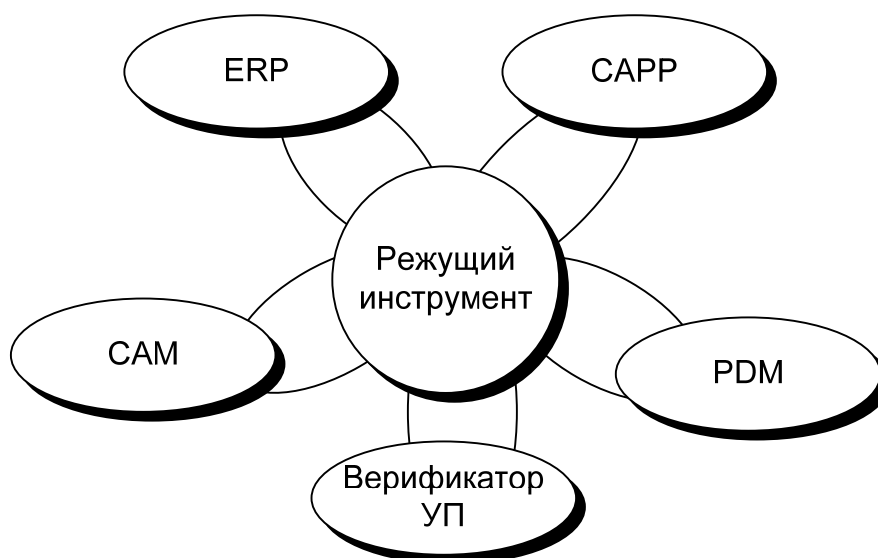 ERP
CAPP
Режущий
инструмент
CAM
PDM
Верификатор
УП